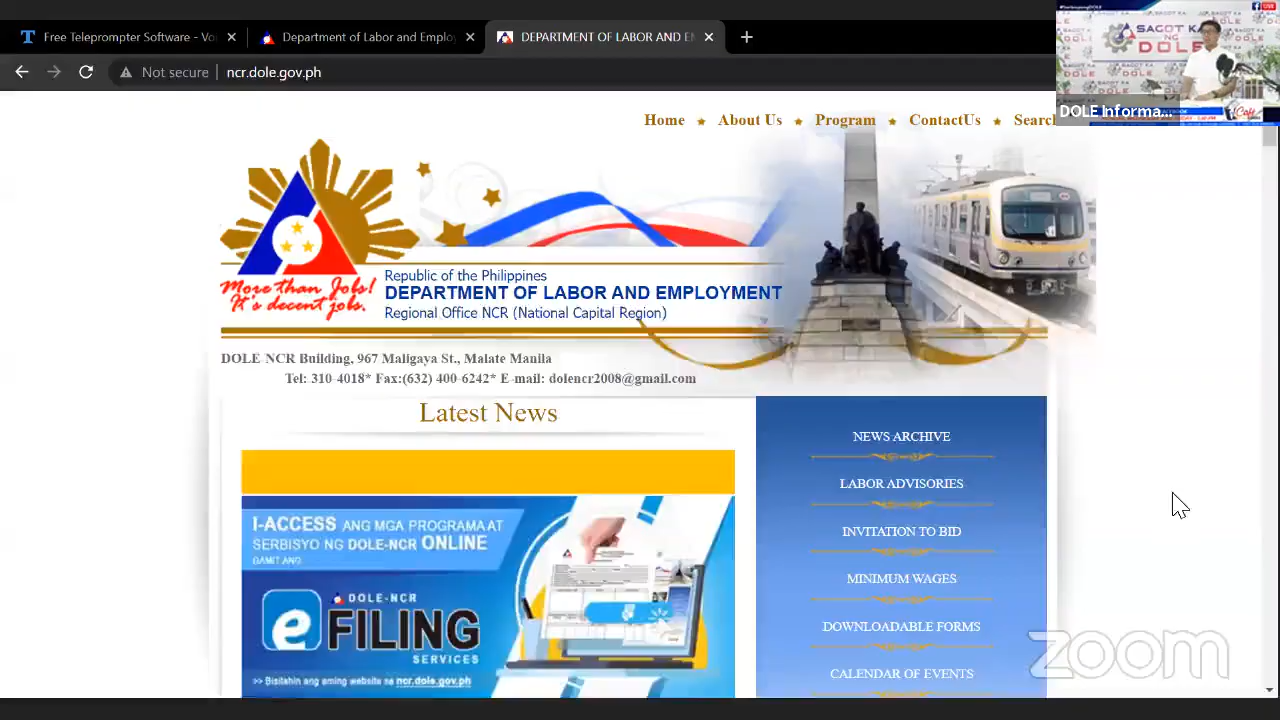 Free Teleprompter Software - Vo
Department of Labor and
DEPARTMENT OF LABOR AND EM
Not secure
ncr.dole.gov.ph
LIVE
SAGOT KA
NG
DOLE
DOLE Informa...
Home
About Us
Program
ContactUs
Search
More than Jobs!
It's decent jobs.
Republic of the Philippines
DEPARTMENT OF LABOR AND EMPLOYMENT
Regional Office NCR (National Capital Region)
DOLE NCR Building, 967 Maligaya St., Malate Manila
Tel: 310-4018* Fax:(632) 400-6242* E-mail: dolencr2008@gmail.com
Latest News
I-ACCESS ANG MGA PROGRAMA AT
SERBISYO NG DOLE-NCR ONLINE
GAMIT ANG
DOLE-NCR
e FILING
SERVICES
>> Bisitahin ang aming website sa ncr.dole.gov.ph
NEWS ARCHIVE
LABOR ADVISORIES
INVITATION TO BID
MINIMUM WAGES
DOWNLOADABLE FORMS
CALENDAR OF EVENTS
zoom